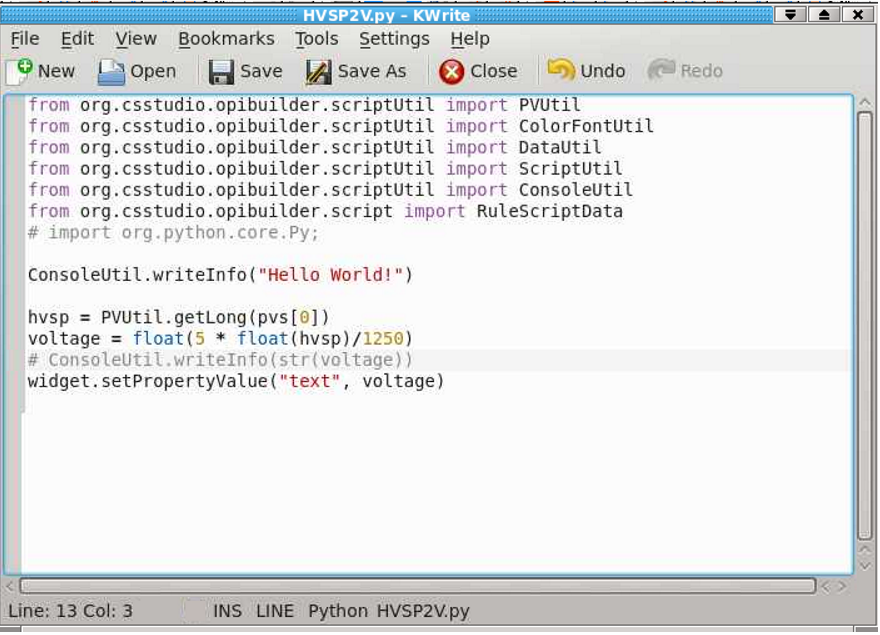 HVSP2V.py – KWrite
File Edit View Bookmarks Tools Settings Help
New Open Save Save As Close Undo Redo
from org.csstudio.opibuilder.scriptUtil import PVUtil
from org.csstudio.opibuilder.scriptUtil import ColorFontUtil
from org.csstudio.opibuilder.scriptUtil import DataUtil
from org.csstudio.opibuilder.scriptUtil import ScriptUtil
from org.csstudio.opibuilder.scriptUtil import ConsoleUtil
from org.csstudio.opibuilder.script import RuleScriptData
# import org.python.core.Py;
ConsoleUtil.writeInfo("Hello World!")
hvsp = PVUtil.getLong(pvs[0])
voltage = float(5 * float(hvsp)/1250)
# ConsoleUtil.writeInfo(str(voltage))
widget.setPropertyValue("text", voltage)
Line: 13 Col: 3 INS LINE Python HVSP2V.py